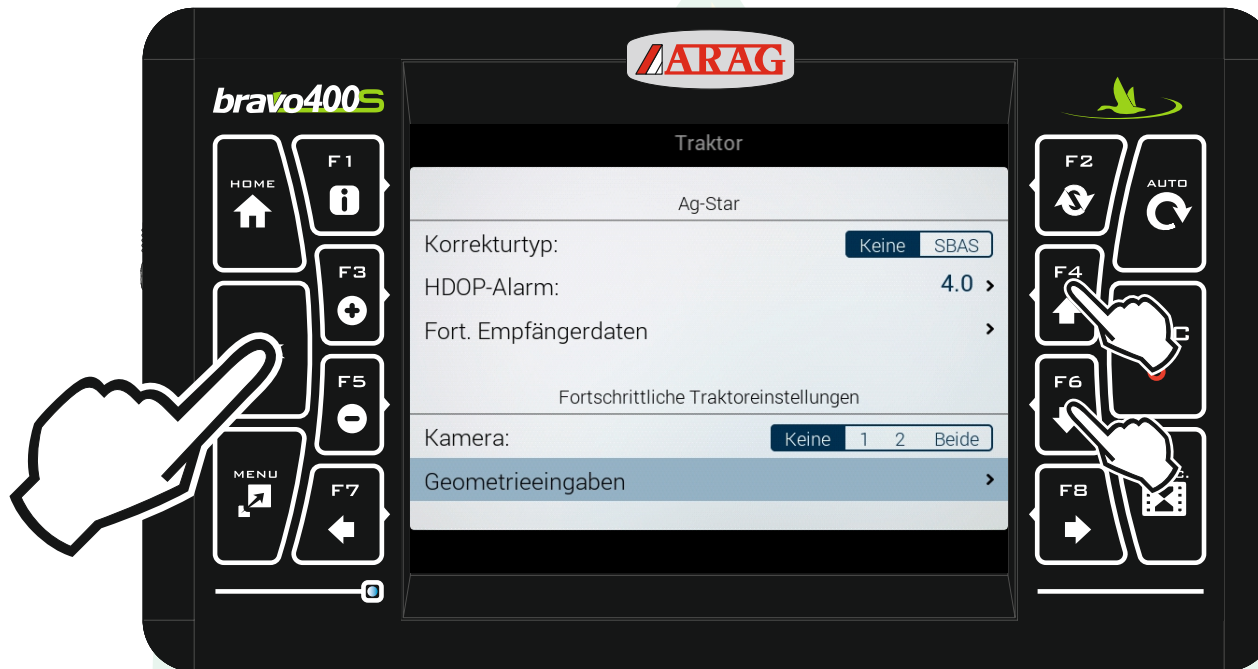 ARAG
bravo400S
Traktor
HOME
F1
F2
AUTO
Ag-Star
Korrekturtyp: Keine SBAS
F3
F4
HDOP-Alarm: 4.0
Fort. Empfängerdaten
F5
F6
Fortschrittliche Traktoreinstellungen
Kamera: Keine 1 2 Beide
MENU
F7
F8
Geometrieeingaben